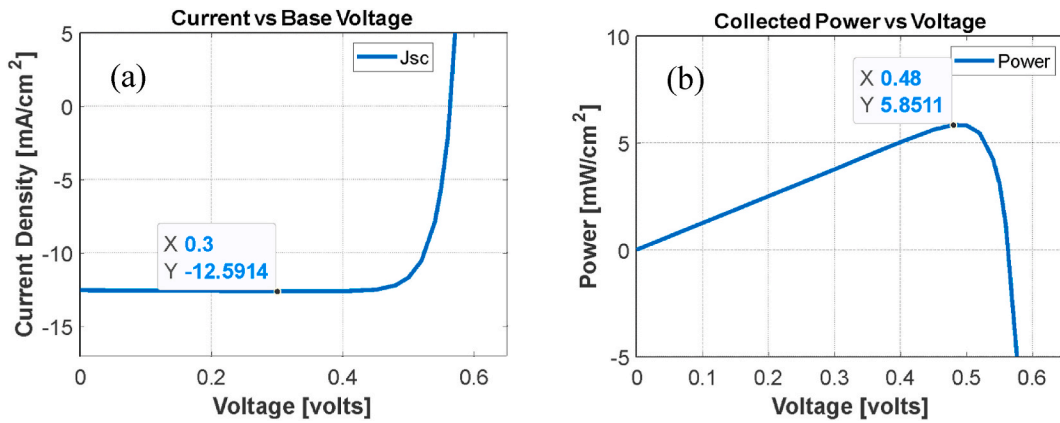 Current vs Base Voltage
(a)
Jsc
5
0
-5
-10
-15
X 0.3
Y -12.5914
0
0.2
0.4
0.6
Current Density [mA/cm2]
Voltage [volts]
Collected Power vs Voltage
(b)
Power
X 0.48
Y 5.8511
10
5
0
-5
0
0.1
0.2
0.3
0.4
0.5
0.6
Power [mW/cm2]
Voltage [volts]